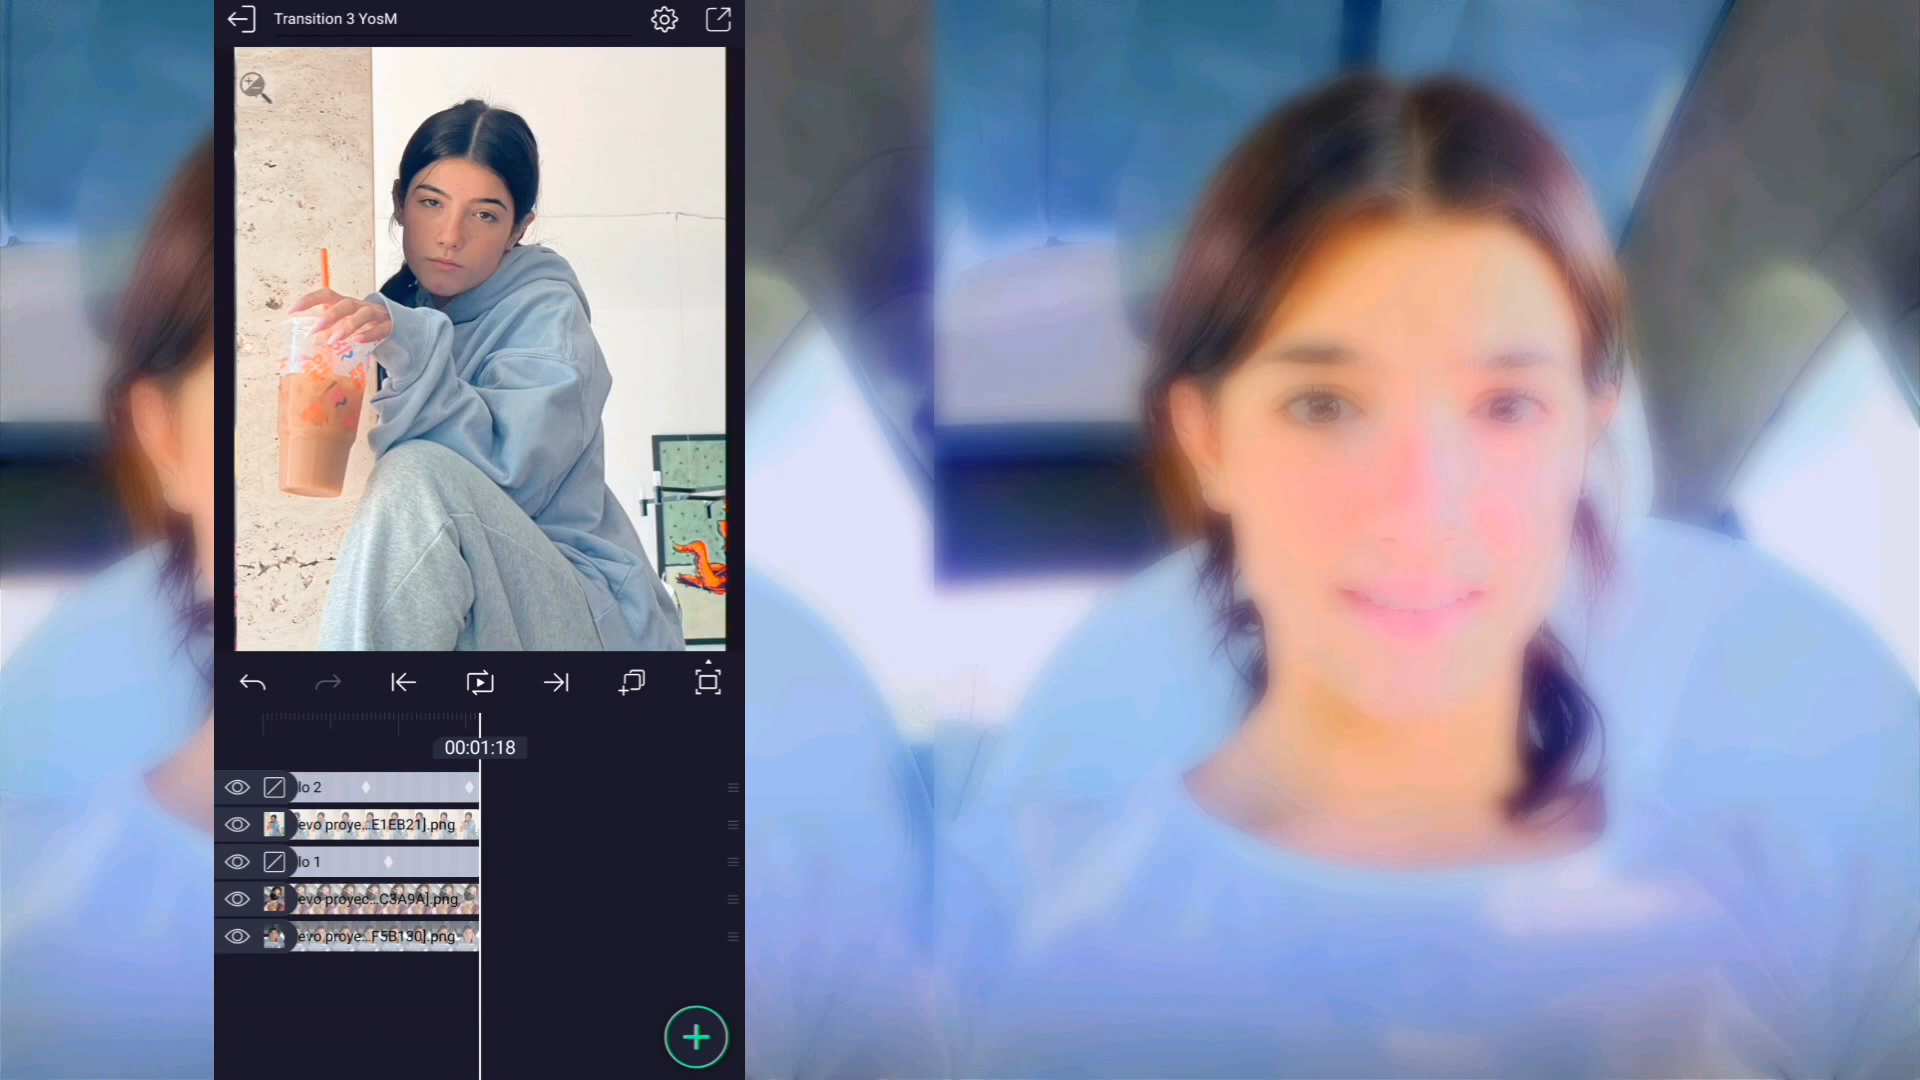 Transition 3 YosM
00:01:18
lo 2
evo proye...E1EB21].png
lo 1
evo proyec...C3A9A].png
evo proye...F5B130].png